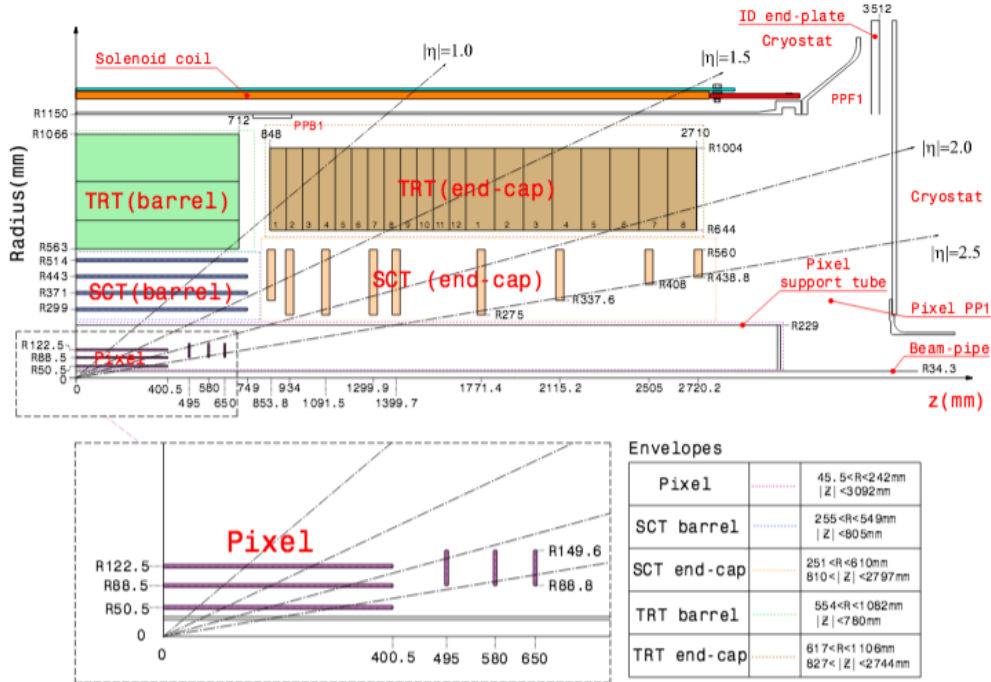 3512
ID end-plate
Cryostat
|η|=1.0
|η|=1.5
Solenoid coil
PPF1
R1150
712
PPB1
848
2710
R1066
R1004
|η|=2.0
Radius(mm)
TRT(barrel)
TRT(end-cap)
Cryostat
1 2 3 4 5 6 7 8 9 10 11 12 1 2 3 4 5 6 7 8
R644
R563
R560
|η|=2.5
R514
R443
SCT (end-cap)
R438.8
Pixel
support tube
R408
R371
SCT(barrel)
R337.6
Pixel PP1
R299
R275
R229
R122.5
Pixel
R88.5
Beam-pipe
R50.5
R34.3
0
0
400.5 580 749 934 1299.9 1771.4 2115.2 2505 2720.2
495 650 853.8 1091.5 1399.7
z(mm)
Envelopes
Pixel
45.5<R<242mm
|Z|<3092mm
SCT barrel
255<R<549mm
|Z|<805mm
SCT end-cap
251<R<610mm
810<|Z|<2797mm
TRT barrel
554<R<1082mm
|Z|<780mm
TRT end-cap
617<R<1106mm
827<|Z|<2744mm
Pixel
R149.6
R122.5
R88.5
R88.8
R50.5
0
0
400.5 495 580 650